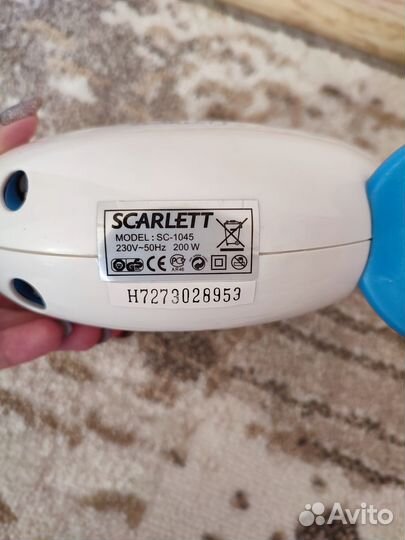 SCARLETT
MODEL : SC-1045
230V~50Hz 200 W
H7273028953
Avito